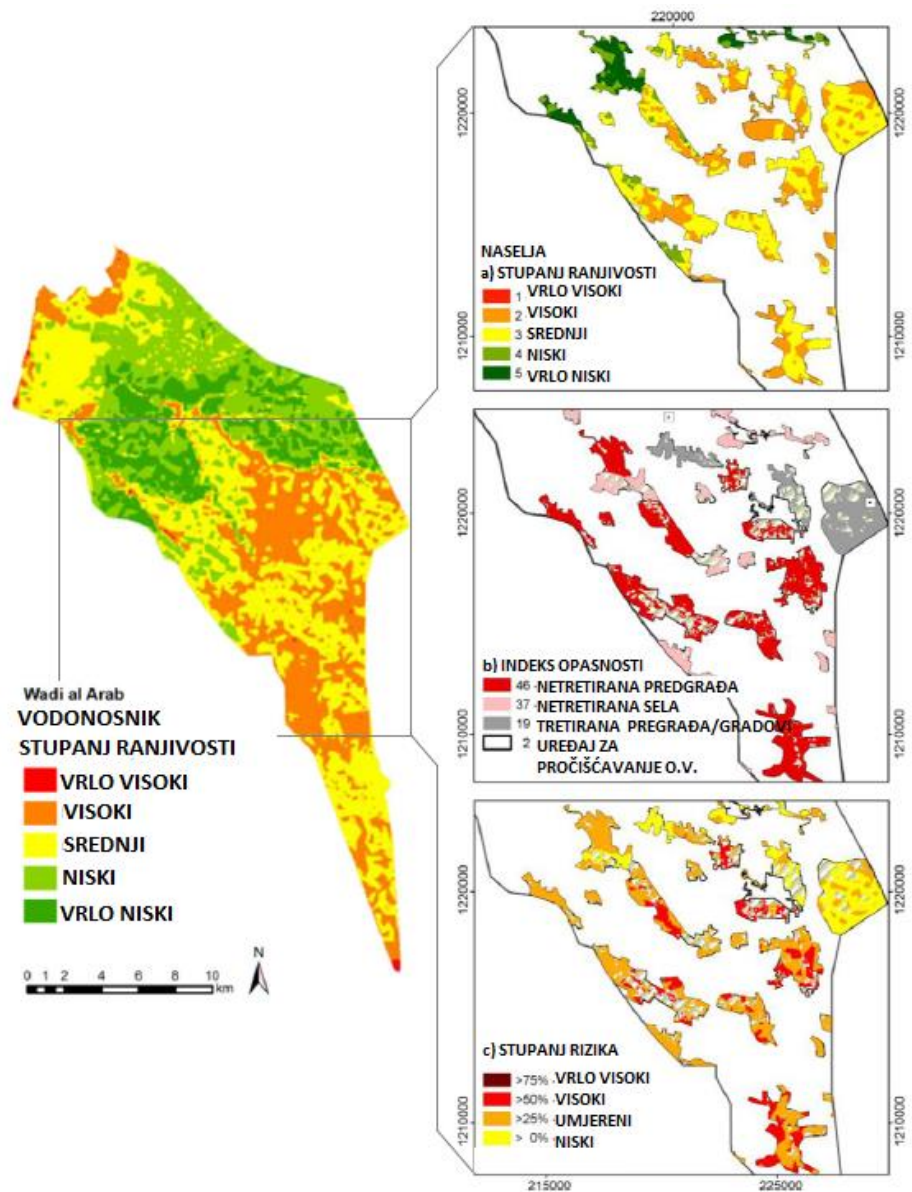 220000
1220000
1220000
1210000
1210000
NASELJA
a) STUPANJ RANJIVOSTI
1 VRLO VISOKI
2 VISOKI
3 SREDNJI
4 NISKI
5 VRLO NISKI
1220000
1220000
1210000
1210000
b) INDEKS OPASNOSTI
46 NETRETIRANA PREDGRAĐA
37 NETRETIRANA SELA
19 TRETIRANA PREGRAĐA/GRADOVI
2 UREĐAJ ZA
PROČIŠĆAVANJE O.V.
Wadi al Arab
VODONOSNIK
STUPANJ RANJIVOSTI
VRLO VISOKI
VISOKI
SREDNJI
NISKI
VRLO NISKI
0 1 2 4 6 8 10
km
N
1220000
1220000
1210000
1210000
c) STUPANJ RIZIKA
>75% VRLO VISOKI
>50% VISOKI
>25% UMJERENI
> 0% NISKI
215000
225000